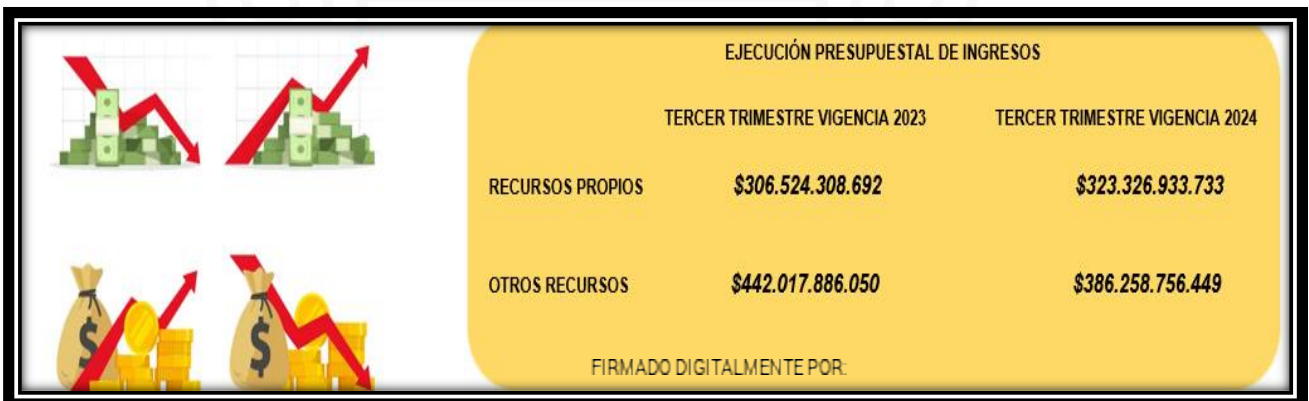 EJECUCIÓN PRESUPUESTAL DE INGRESOS
TERCER TRIMESTRE VIGENCIA 2023 TERCER TRIMESTRE VIGENCIA 2024
RECURSOS PROPIOS $306.524.308.692 $323.326.933.733
OTROS RECURSOS $442.017.886.050 $386.258.756.449
FIRMADO DIGITALMENTE POR:
$ $